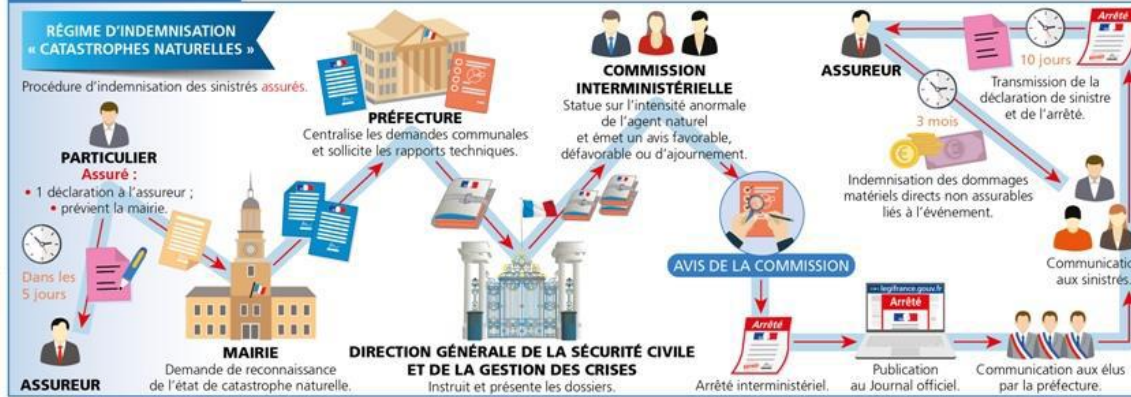 RÉGIME D'INDEMNISATION
« CATASTROPHES NATURELLES »
Procédure d'indemnisation des sinistrés assurés.
PARTICULIER
Assuré :
• 1 déclaration à l'assureur ;
• prévient la mairie.
Dans les
5 jours
ASSUREUR
MAIRIE
Demande de reconnaissance
de l'état de catastrophe naturelle.
PRÉFECTURE
Centralise les demandes communales
et sollicite les rapports techniques.
DIRECTION GÉNÉRALE DE LA SÉCURITÉ CIVILE
ET DE LA GESTION DES CRISES
Instruit et présente les dossiers.
COMMISSION
INTERMINISTÉRIELLE
Statue sur l'intensité anormale
de l'agent naturel
et émet un avis favorable,
défavorable ou d'ajournement.
AVIS DE LA COMMISSION
Arrêté
Arrêté interministériel.
legifrance.gouv.fr
Arrêté
Publication
au Journal officiel.
Communication aux élus
par la préfecture.
Communicatio
aux sinistrés.
Arrêté
10 jours
Transmission de la
déclaration de sinistre
et de l'arrêté.
ASSUREUR
3 mois
Indemnisation des dommages
matériels directs non assurables
liés à l'événement.